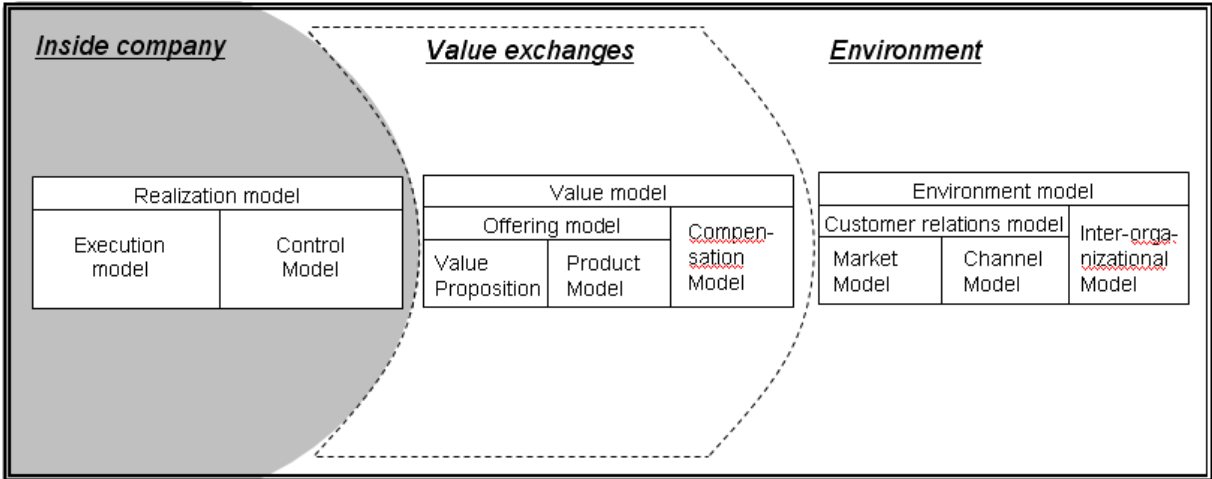 Inside company
Value exchanges
Environment
Realization model
Execution
model
Control
Model
Value model
Offering model
Value
Proposition
Product
Model
Compen-
sation
Model
Environment model
Customer relations model
Market
Model
Channel
Model
Inter-orga-
nizational
Model